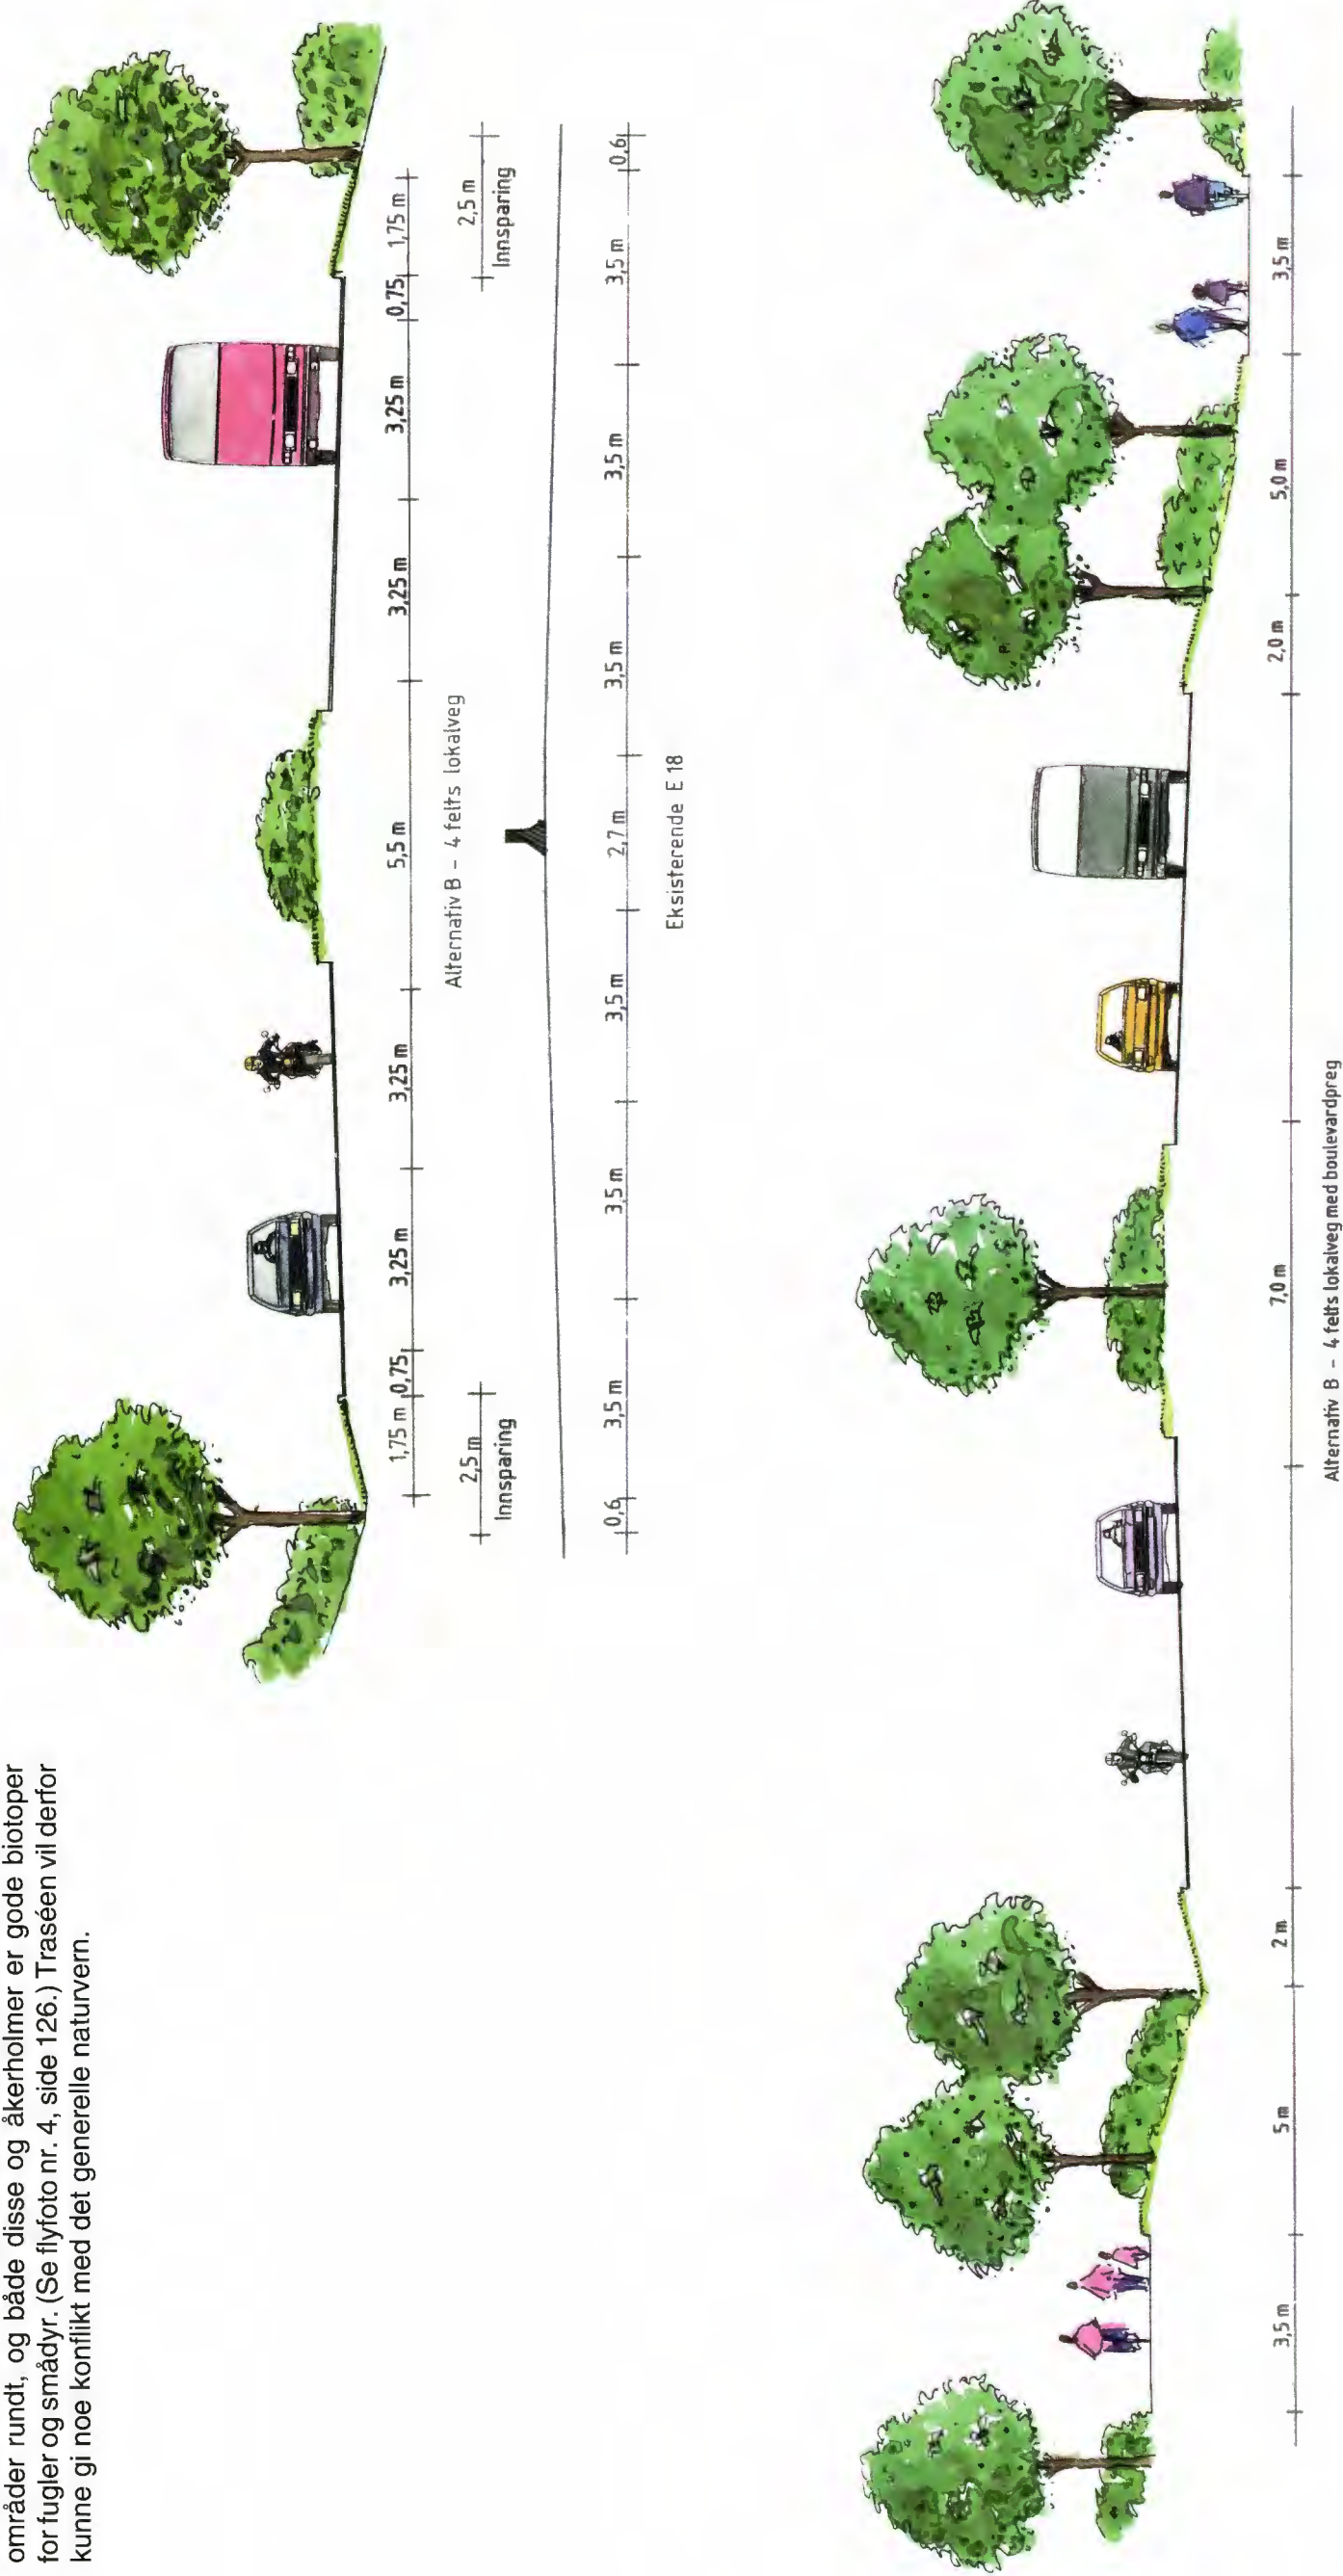 områder rundt, og både disse og åkerholmer er gode biotoper
for fugler og smådyr. (Se flyfoto nr. 4, side 126.) Traséen vil derfor
kunne gi noe konflikt med det generelle naturvern.
1,75 m 0,75 3,25 m 3,25 m 5,5 m 3,25 m 3,25 m 0,75 1,75 m
Alternativ B - 4 felts lokalveg
2,5 m 2,5 m
Innsparing Innsparing
0,6 3,5 m 3,5 m 3,5 m 2,7 m 3,5 m 3,5 m 3,5 m 0,6
Eksisterende E 18
3,5 m 5 m 2 m 7,0 m 2,0 m 5,0 m 3,5 m
Alternativ B - 4 felts lokalveg med boulevardpreg